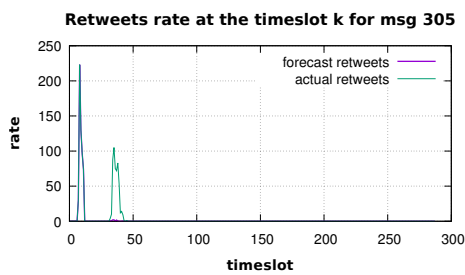 Retweets rate at the timeslot k for msg 305
250
200
150
100
50
0
rate
forecast retweets
actual retweets
0 50 100 150 200 250 300
timeslot